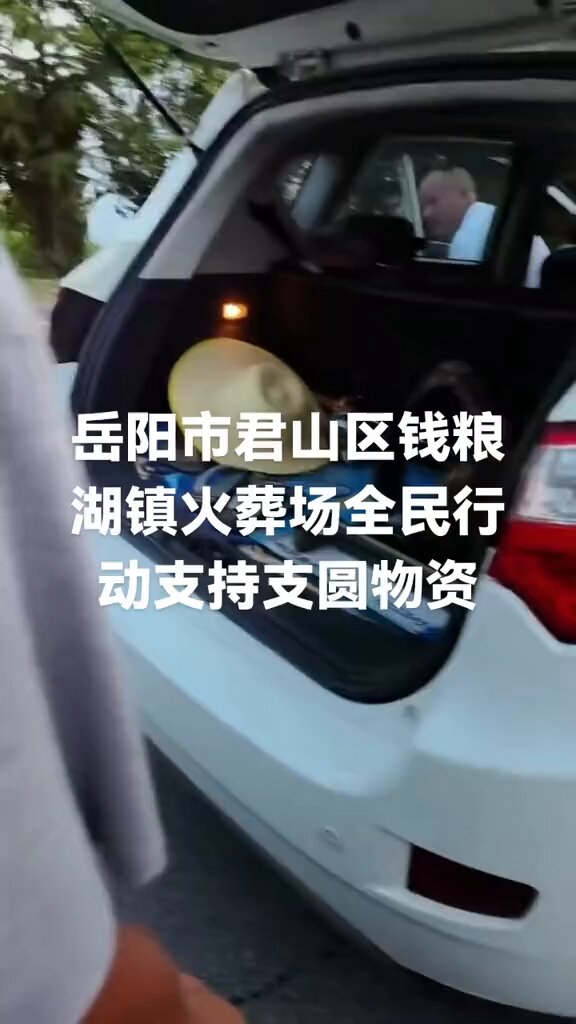 岳阳市君山区钱粮
湖镇火葬场全民行
动支持支圆物资